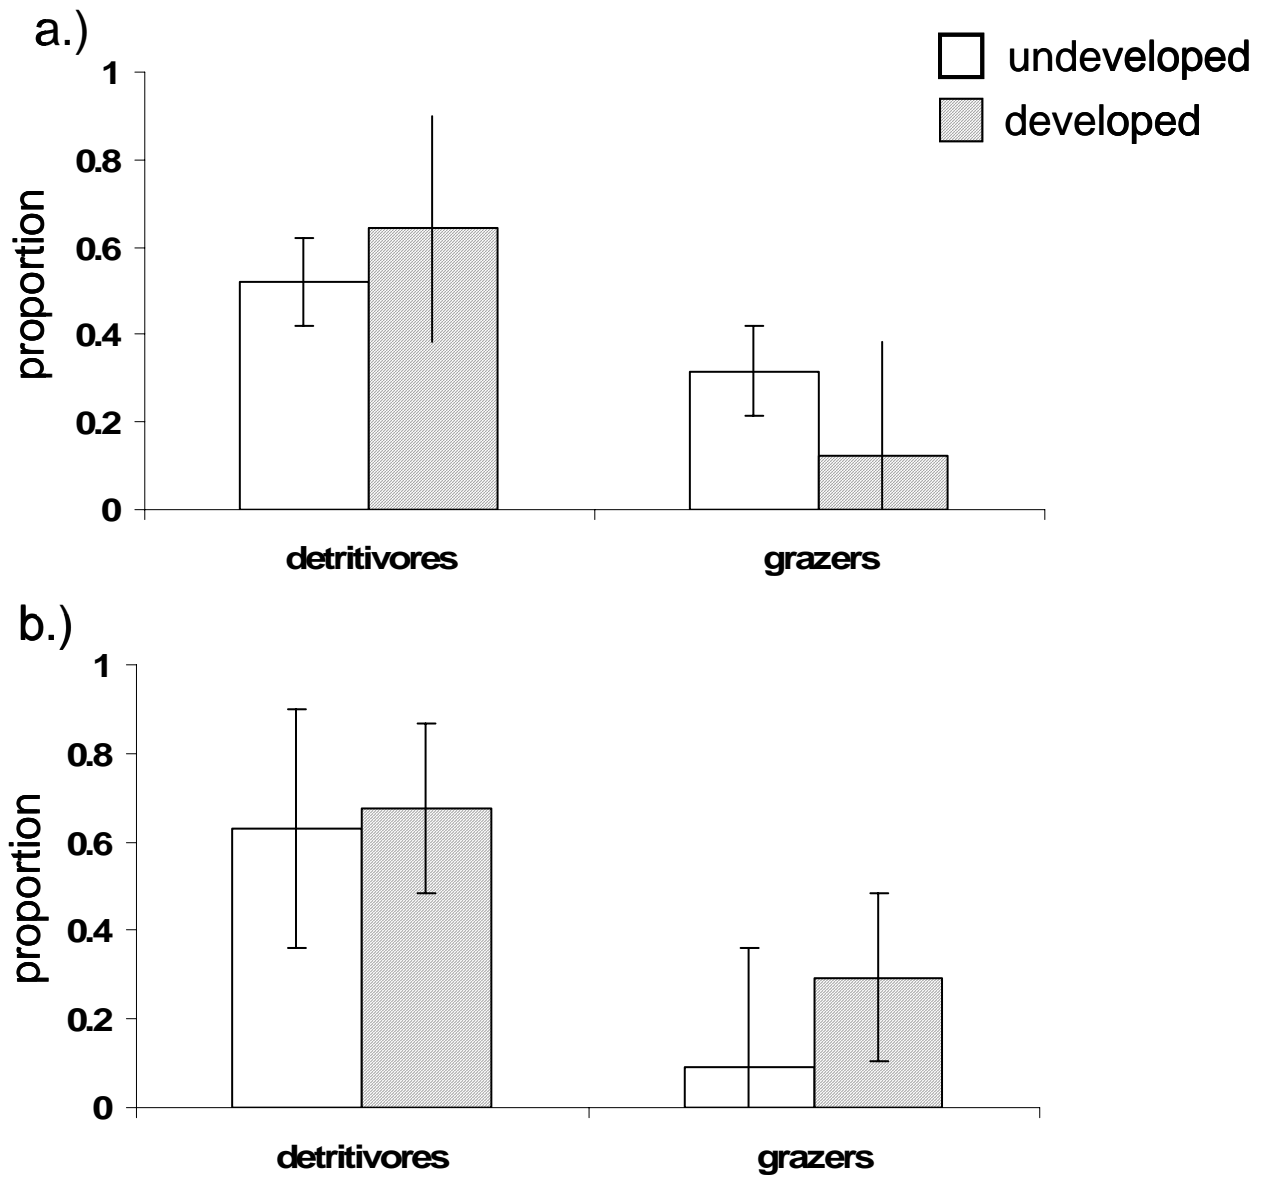 a.)
undeveloped
developed
proportion
1
0.8
0.6
0.4
0.2
0
detritivores grazers
b.)
proportion
1
0.8
0.6
0.4
0.2
0
detritivores grazers